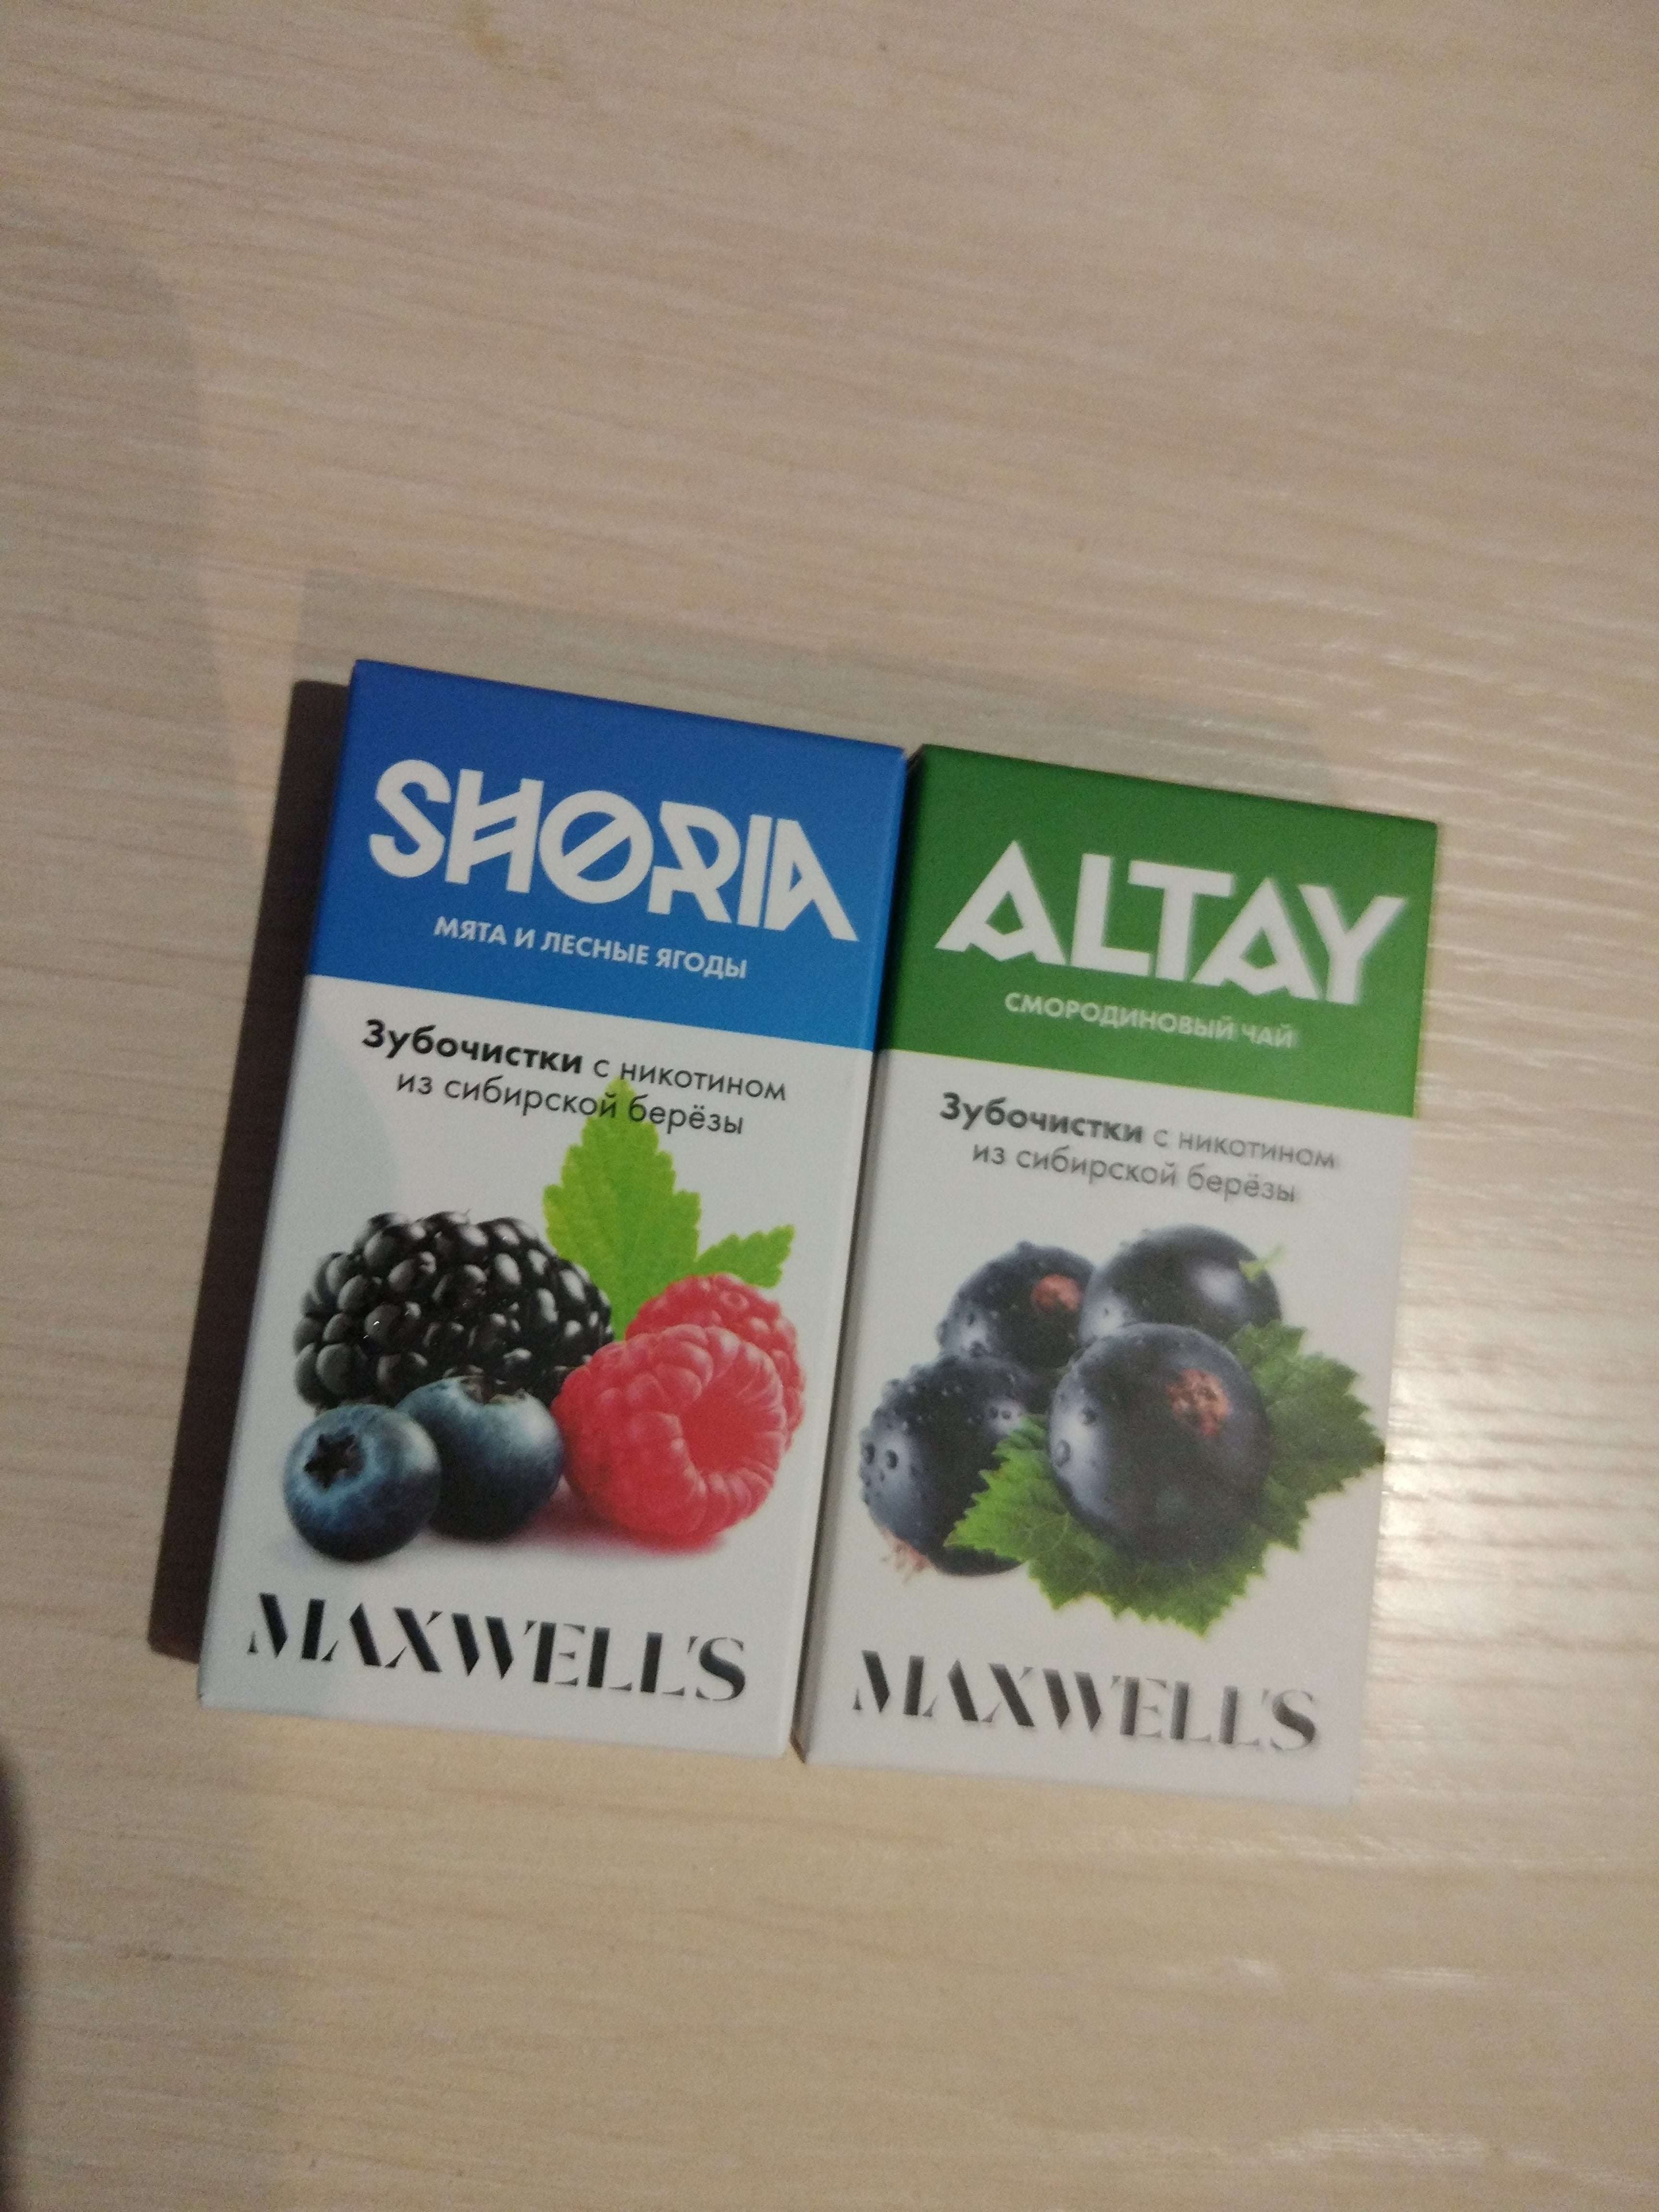 SHORIA
МЯТА И ЛЕСНЫЕ ЯГОДЫ
Зубочистки с никотином
из сибирской берёзы
MAXWELL'S
ALTAY
СМОРОДИНОВЫЙ ЧАЙ
Зубочистки с никотином
из сибирской берёзы
MAXWELL'S